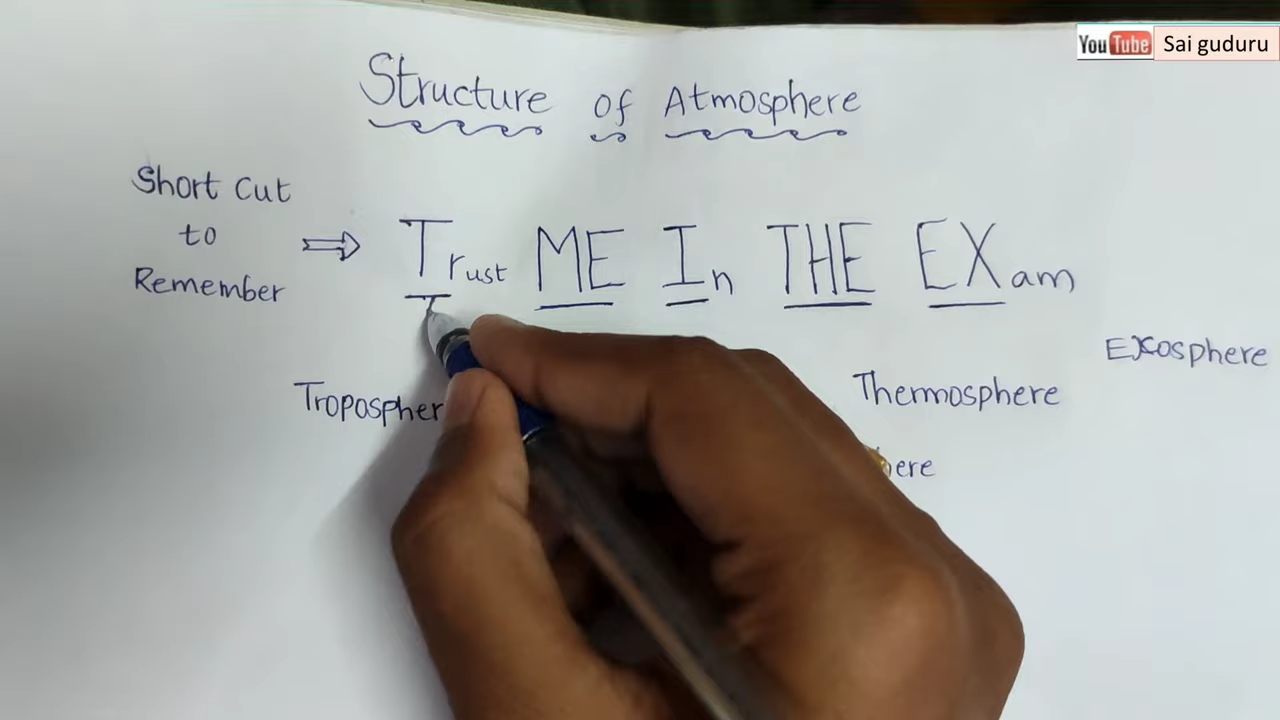 YouTube Sai guduru
Structure of Atmosphere
Short cut
to
Remember
⇒ Trust ME In THE EXam
Exosphere
Thermosphere
Tropospher
ere